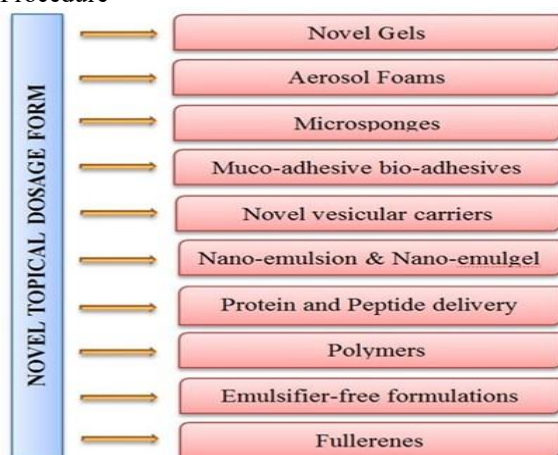 Procedure
NOVEL TOPICAL DOSAGE FORM
Novel Gels
Aerosol Foams
Microsponges
Muco-adhesive bio-adhesives
Novel vesicular carriers
Nano-emulsion & Nano-emulgel
Protein and Peptide delivery
Polymers
Emulsifier-free formulations
Fullerenes